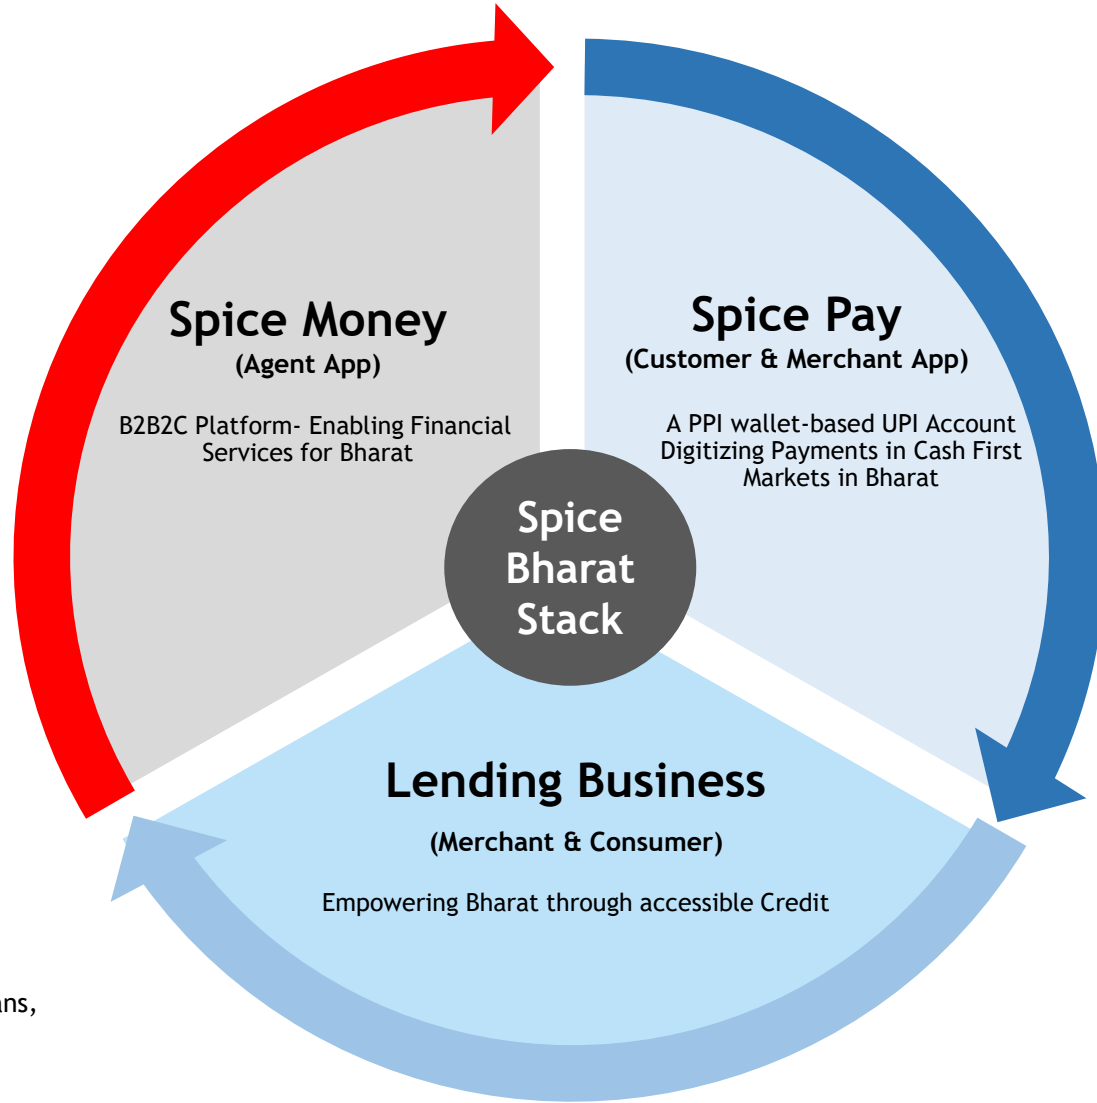 Spice Money
(Agent App)
B2B2C Platform- Enabling Financial
Services for Bharat
Spice Pay
(Customer & Merchant App)
A PPI wallet-based UPI Account
Digitizing Payments in Cash First
Markets in Bharat
Spice
Bharat
Stack
Lending Business
(Merchant & Consumer)
Empowering Bharat through accessible Credit